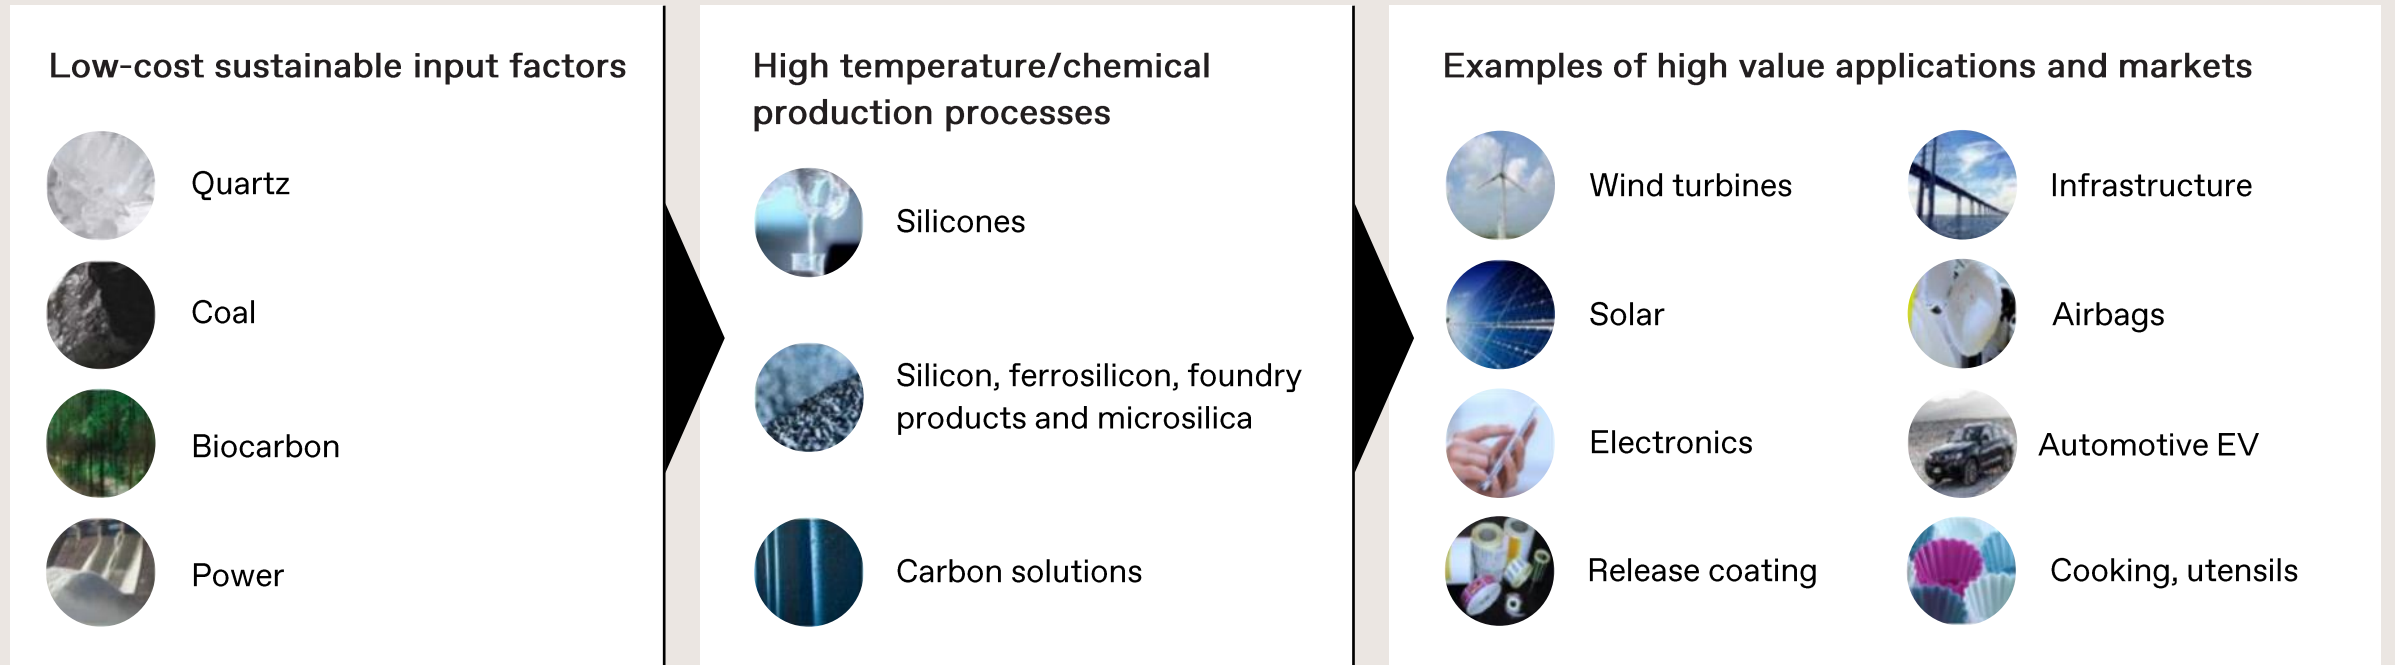 Low-cost sustainable input factors
Quartz
Coal
Biocarbon
Power
High temperature/chemical
production processes
Silicones
Silicon, ferrosilicon, foundry
products and microsilica
Carbon solutions
Examples of high value applications and markets
Wind turbines
Solar
Electronics
Release coating
Infrastructure
Airbags
Automotive EV
Cooking, utensils